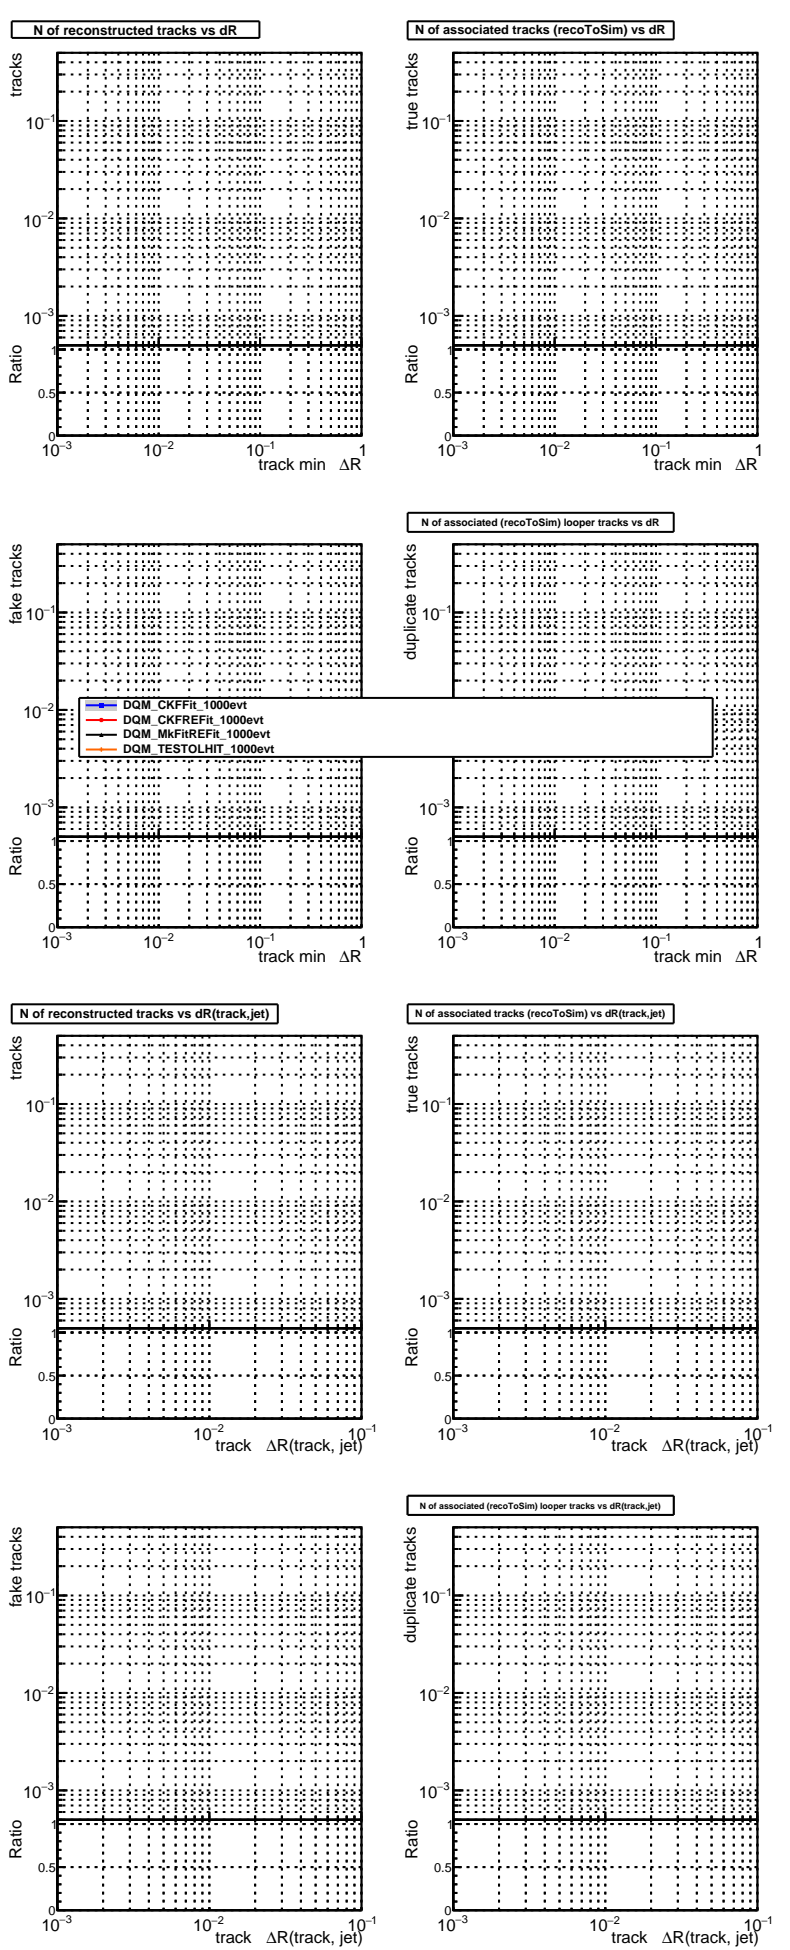 N of reconstructed tracks vs dR
tracks
10−1
10−2
10−3
Ratio
1
0.5
0
10−3 10−2 10−1 1
track min ΔR
N of associated tracks (recoToSim) vs dR
true tracks
10−1
10−2
10−3
Ratio
1
0.5
0
10−3 10−2 10−1 1
track min ΔR
fake tracks
10−1
10−2
10−3
Ratio
1
0.5
0
10−3 10−2 10−1 1
track min ΔR
N of associated (recoToSim) looper tracks vs dR
duplicate tracks
10−1
10−3
Ratio
1
0.5
0
10−3 10−2 10−1 1
track min ΔR
DQM_CKFFit_1000evt
DQM_CKFREFit_1000evt
DQM_MkFitREFit_1000evt
DQM_TESTOLHIT_1000evt
N of reconstructed tracks vs dR(track,jet)
tracks
10−1
10−2
10−3
Ratio
1
0.5
0
10−3 10−2 10−1
track ΔR(track, jet)
N of associated tracks (recoToSim) vs dR(track,jet)
true tracks
10−1
10−2
10−3
Ratio
1
0.5
0
10−3 10−2 10−1
track ΔR(track, jet)
fake tracks
10−1
10−2
10−3
Ratio
1
0.5
0
10−3 10−2 10−1
track ΔR(track, jet)
N of associated (recoToSim) looper tracks vs dR(track,jet)
duplicate tracks
10−1
10−2
10−3
Ratio
1
0.5
0
10−3 10−2 10−1
track ΔR(track, jet)